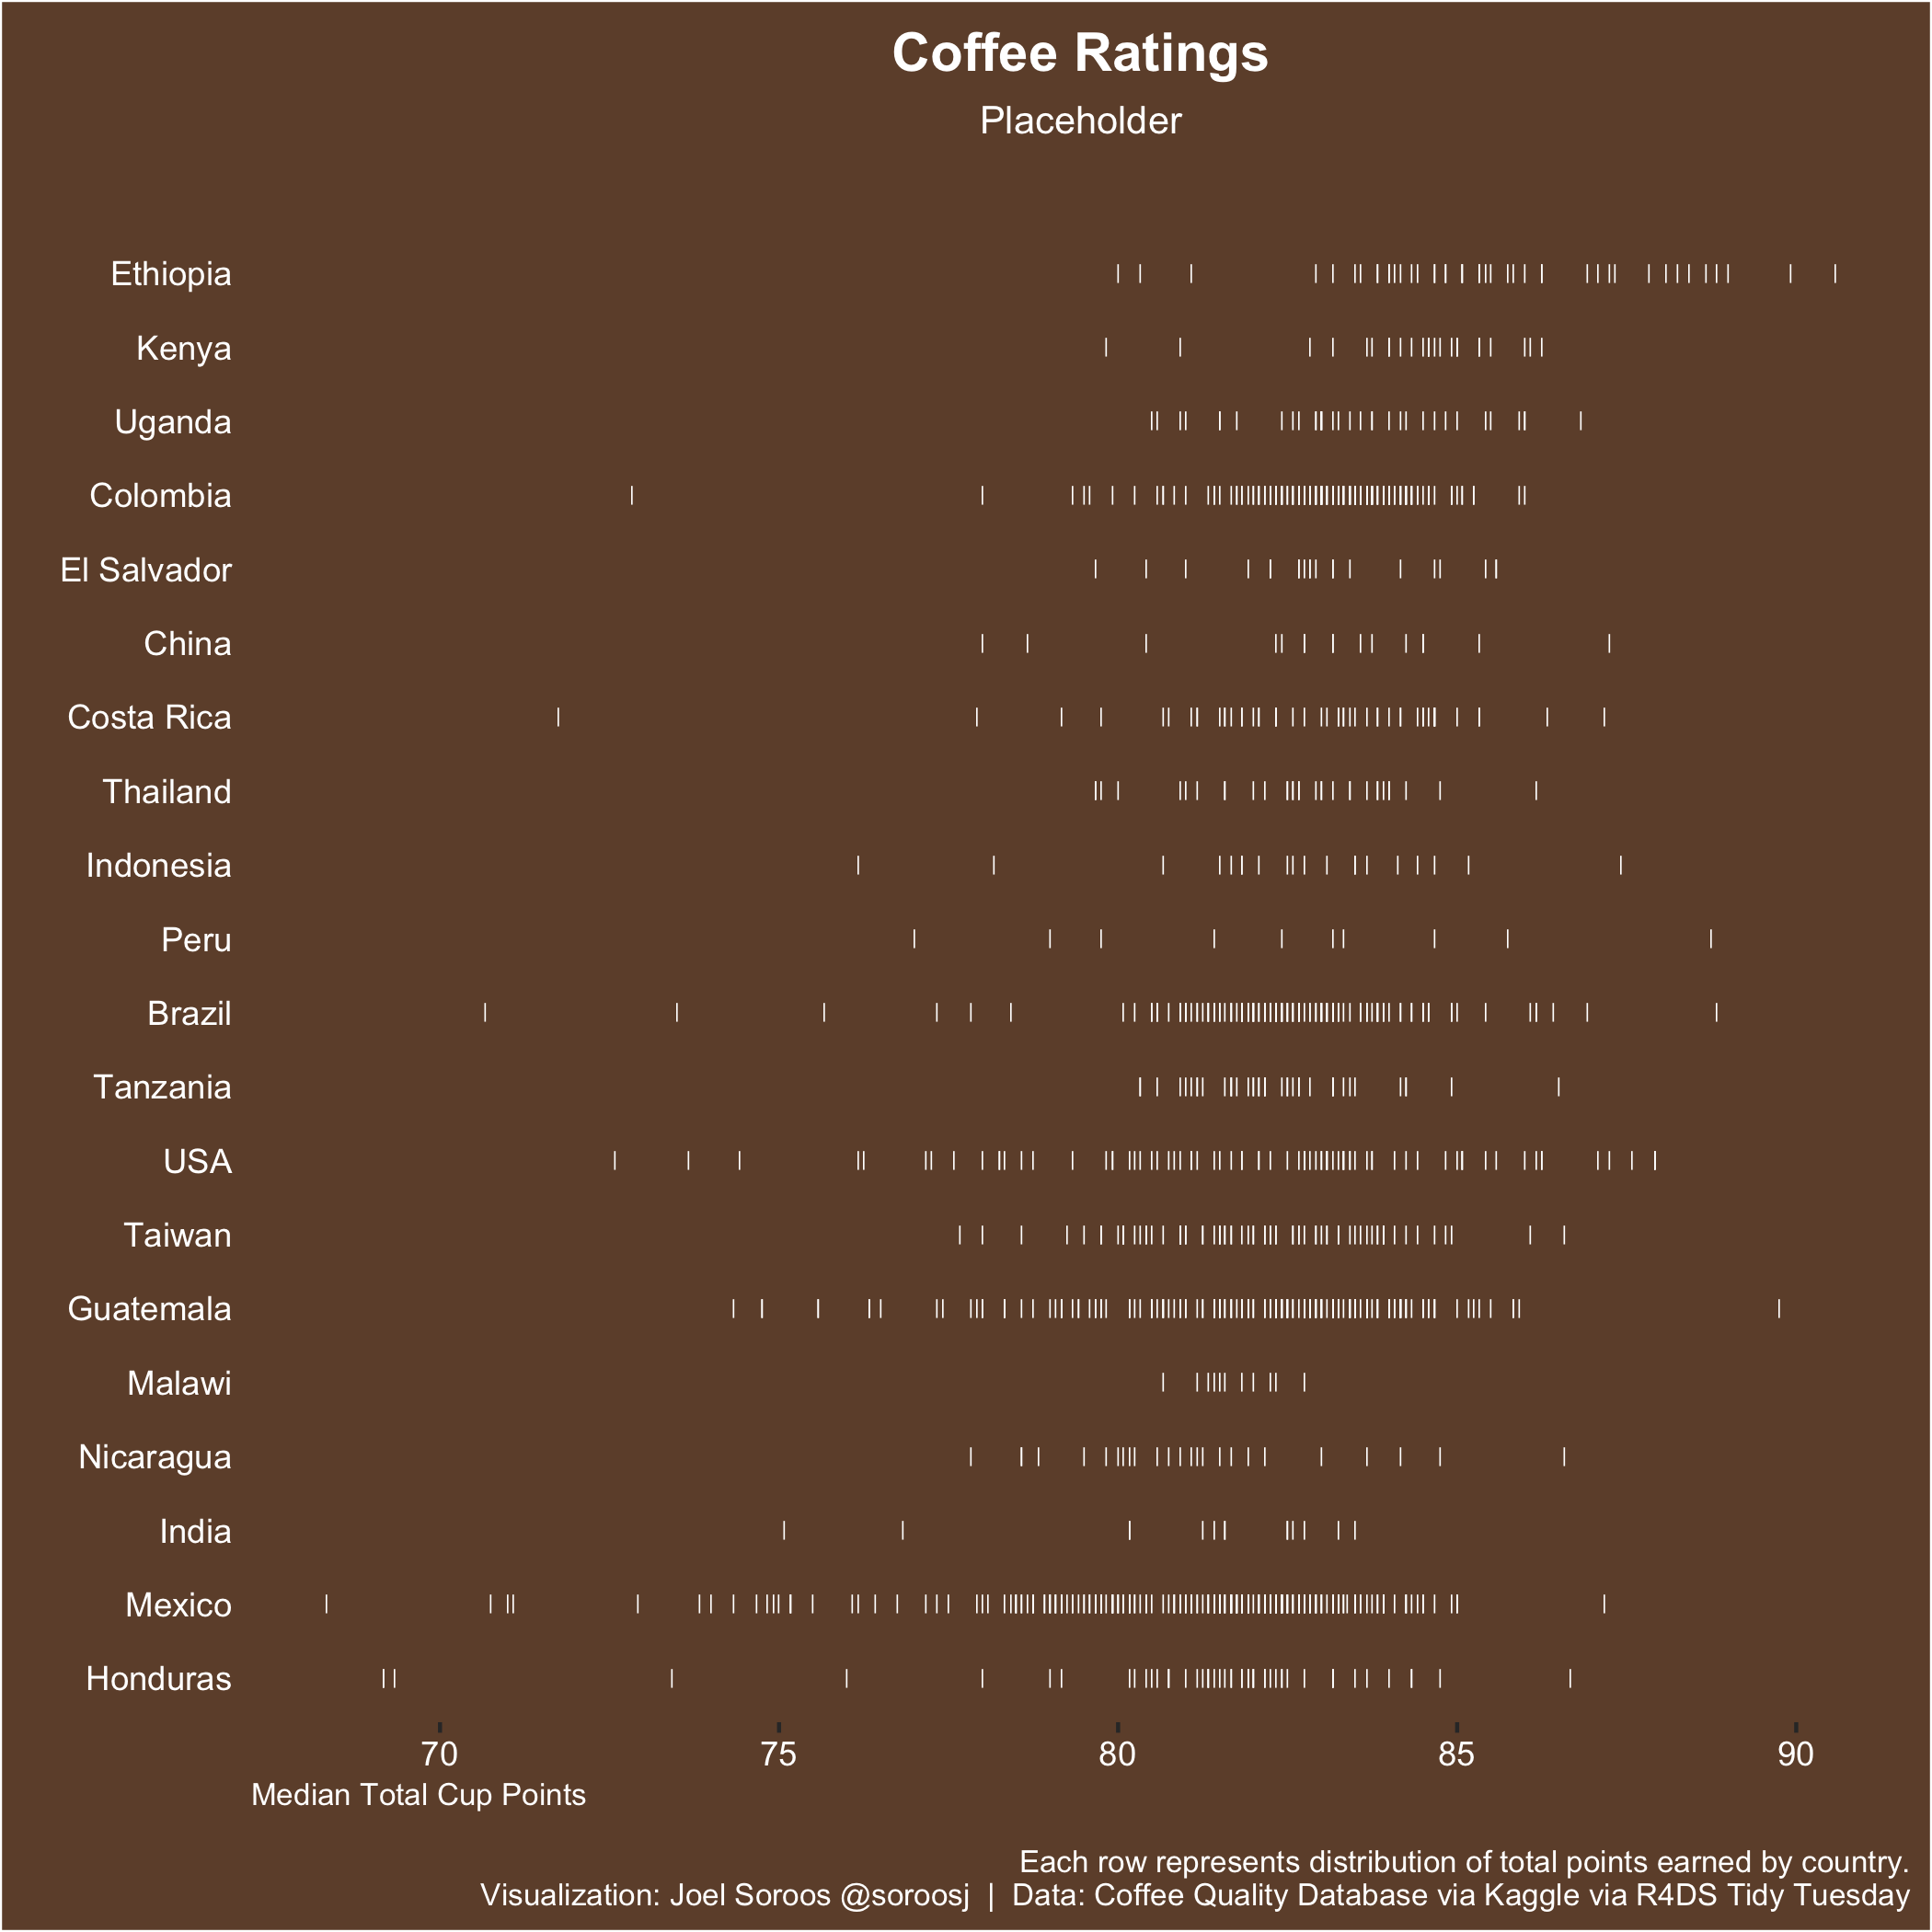 Coffee Ratings
Placeholder
Ethiopia
Kenya
Uganda
Colombia
El Salvador
China
Costa Rica
Thailand
Indonesia
Peru
Brazil
Tanzania
USA
Taiwan
Guatemala
Malawi
Nicaragua
India
Mexico
Honduras
70 75 80 85 90
Median Total Cup Points
Each row represents distribution of total points earned by country.
Visualization: Joel Soroos @soroosj | Data: Coffee Quality Database via Kaggle via R4DS Tidy Tuesday